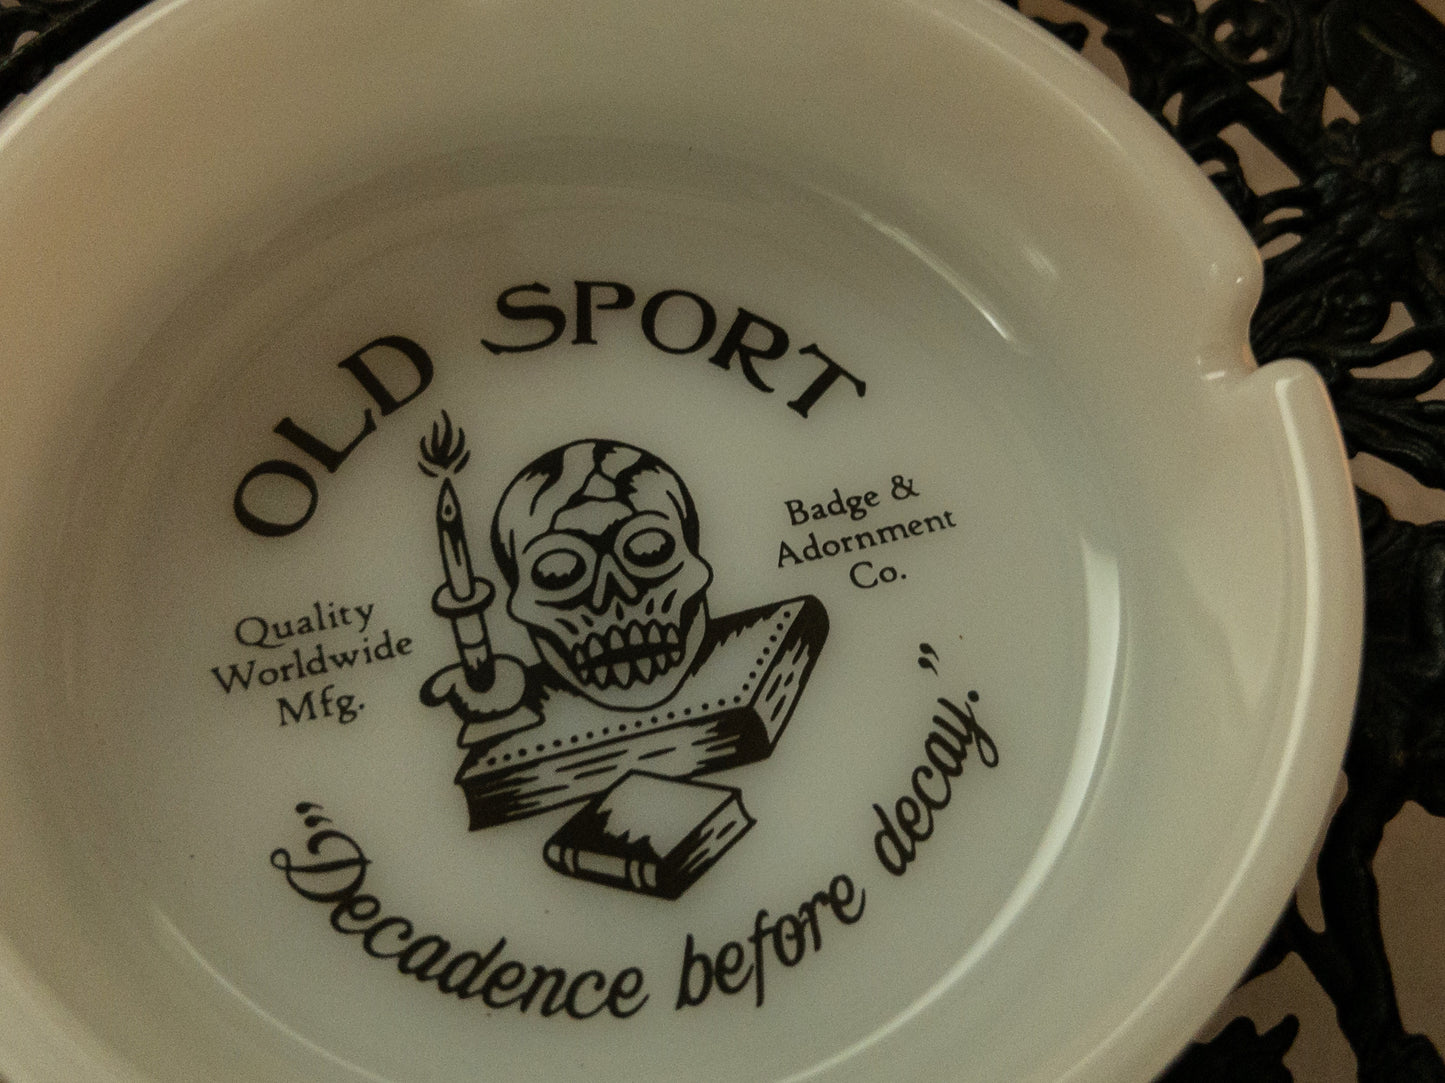 OLD SPORT
Quality
Worldwide
Mfg.
Badge &
Adornment
Co.
"Decadence before decay."